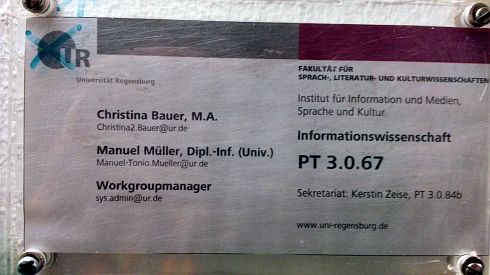 UR
Universität Regensburg
Christina Bauer, M.A.
Christina2.Bauer@ur.de
Manuel Müller, Dipl.-Inf. (Univ.)
Manuel-Tonio.Mueller@ur.de
Workgroupmanager
sys.admin@ur.de
FAKULTÄT FÜR
SPRACH-, LITERATUR- UND KULTURWISSENSCHAFTEN
Institut für Information und Medien,
Sprache und Kultur
Informationswissenschaft
PT 3.0.67
Sekretariat: Kerstin Zeise, PT 3.0.84b
www.uni-regensburg.de